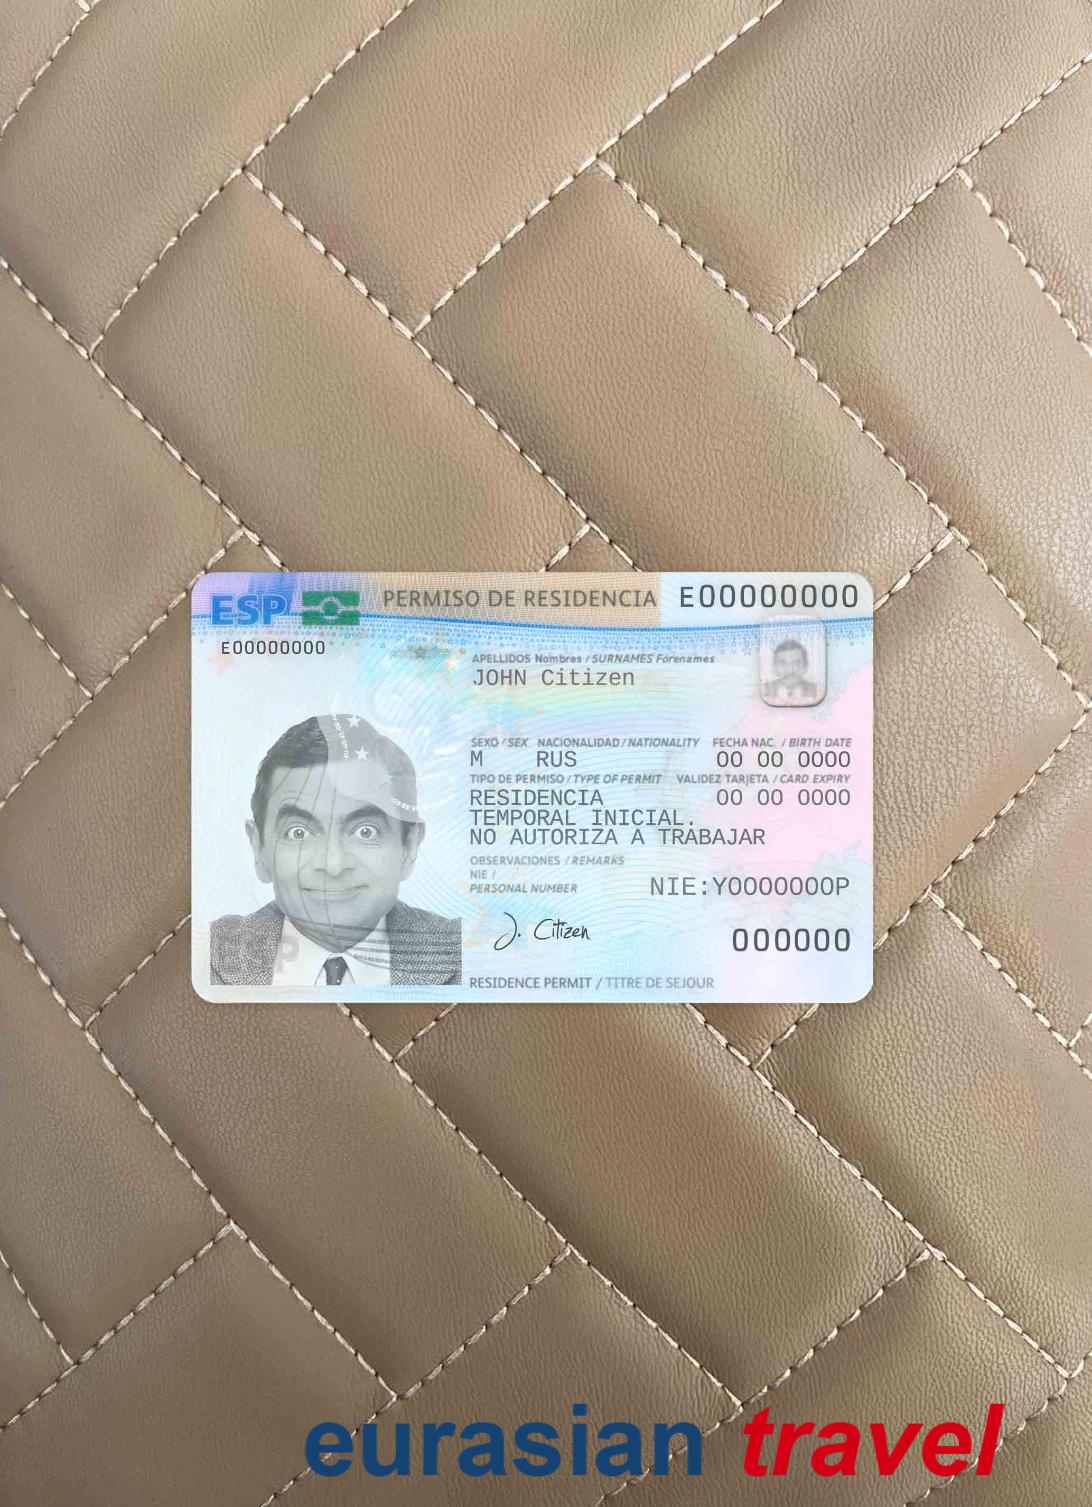 ESP PERMISO DE RESIDENCIA E00000000
E00000000
APELLIDOS Nombres / SURNAMES Forenames
JOHN Citizen
SEXO / SEX NACIONALIDAD / NATIONALITY FECHA NAC. / BIRTH DATE
M RUS 00 00 0000
TIPO DE PERMISO / TYPE OF PERMIT VALIDEZ TARJETA / CARD EXPIRY
RESIDENCIA 00 00 0000
TEMPORAL INICIAL.
NO AUTORIZA A TRABAJAR
OBSERVACIONES / REMARKS
NIE /
PERSONAL NUMBER NIE:Y0000000P
J. Citizen
000000
ESP
RESIDENCE PERMIT / TITRE DE SEJOUR
eurasian travel